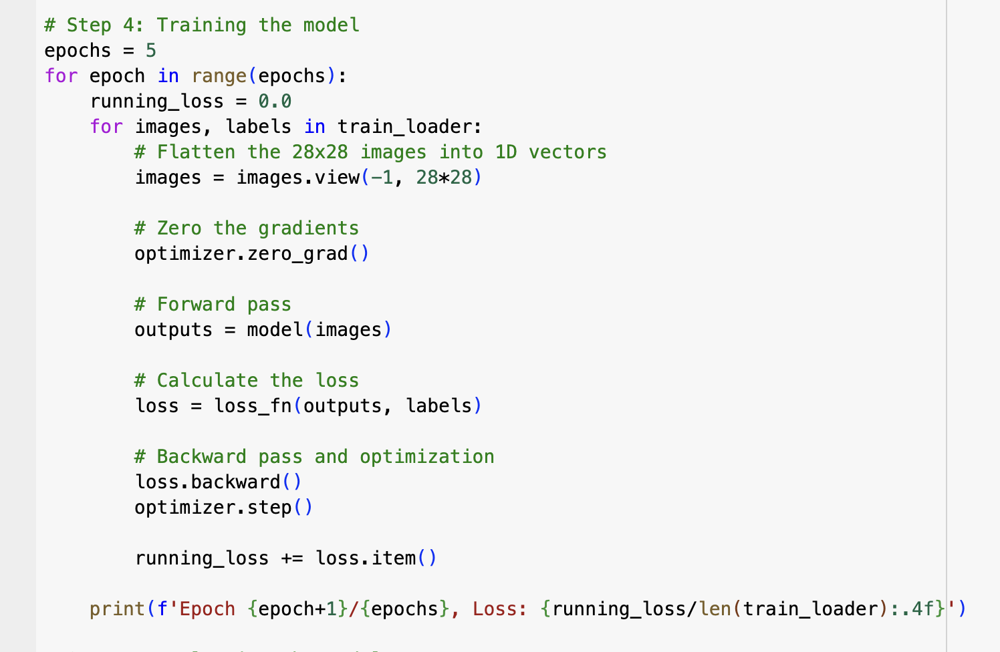 # Step 4: Training the model
epochs = 5
for epoch in range(epochs):
    running_loss = 0.0
    for images, labels in train_loader:
        # Flatten the 28x28 images into 1D vectors
        images = images.view(-1, 28*28)

        # Zero the gradients
        optimizer.zero_grad()

        # Forward pass
        outputs = model(images)

        # Calculate the loss
        loss = loss_fn(outputs, labels)

        # Backward pass and optimization
        loss.backward()
        optimizer.step()

        running_loss += loss.item()

    print(f'Epoch {epoch+1}/{epochs}, Loss: {running_loss/len(train_loader):.4f}')